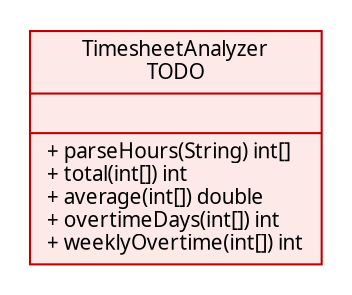 TimesheetAnalyzer
TODO
+ parseHours(String) int[]
+ total(int[]) int
+ average(int[]) double
+ overtimeDays(int[]) int
+ weeklyOvertime(int[]) int